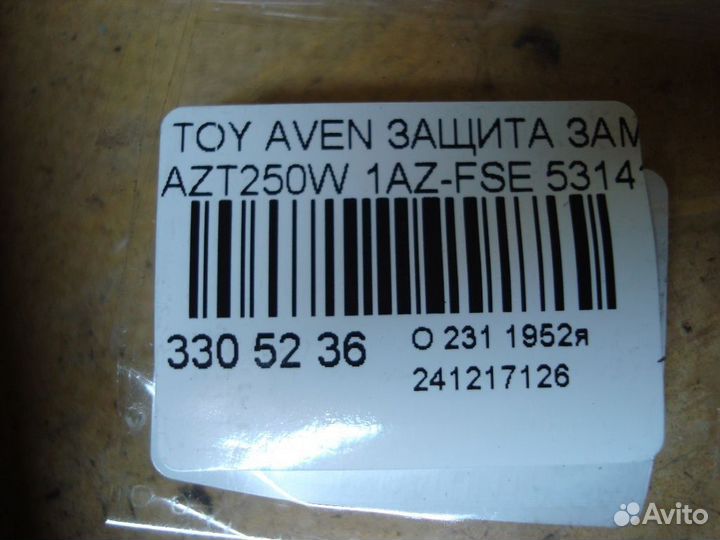 TOY AVEN ЗАЩИТА ЗАМ
AZT250W 1AZ-FSE 5314
330 52 36
О 231 1952я
241217126
Avito